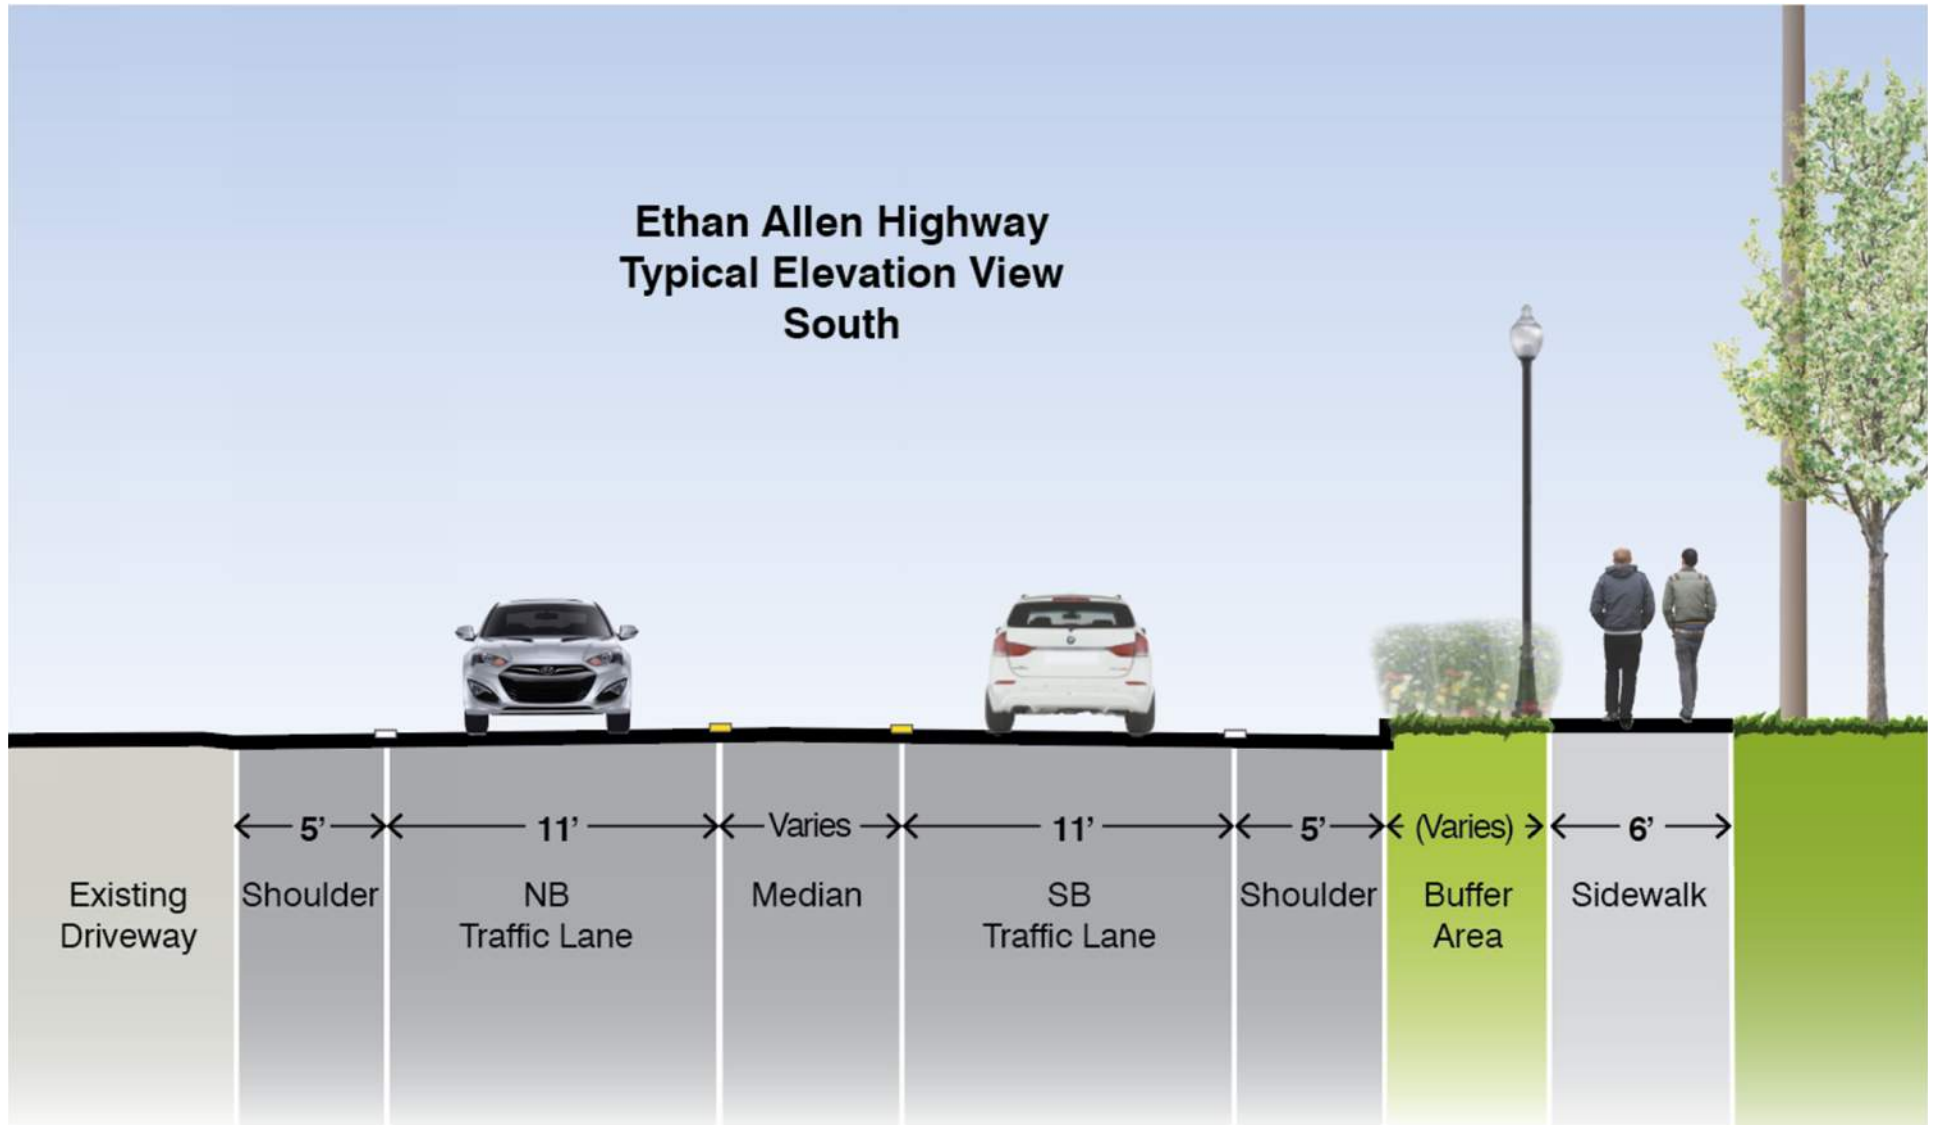 Ethan Allen Highway
Typical Elevation View
South
5’
11’
Varies
11’
5’
(Varies)
6’
Existing
Driveway
Shoulder
NB
Traffic Lane
Median
SB
Traffic Lane
Shoulder
Buffer
Area
Sidewalk